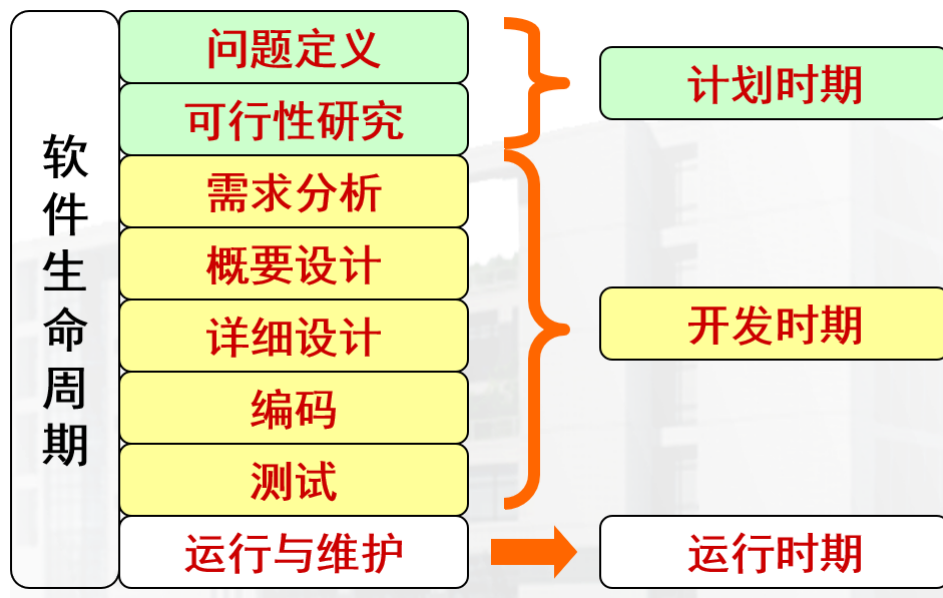 软件生命周期
问题定义
可行性研究
需求分析
概要设计
详细设计
编码
测试
运行与维护
计划时期
开发时期
运行时期